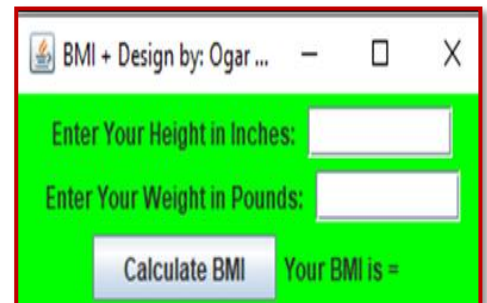 BMI + Design by: Ogar ...
Enter Your Height in Inches:
Enter Your Weight in Pounds:
Calculate BMI Your BMI is =